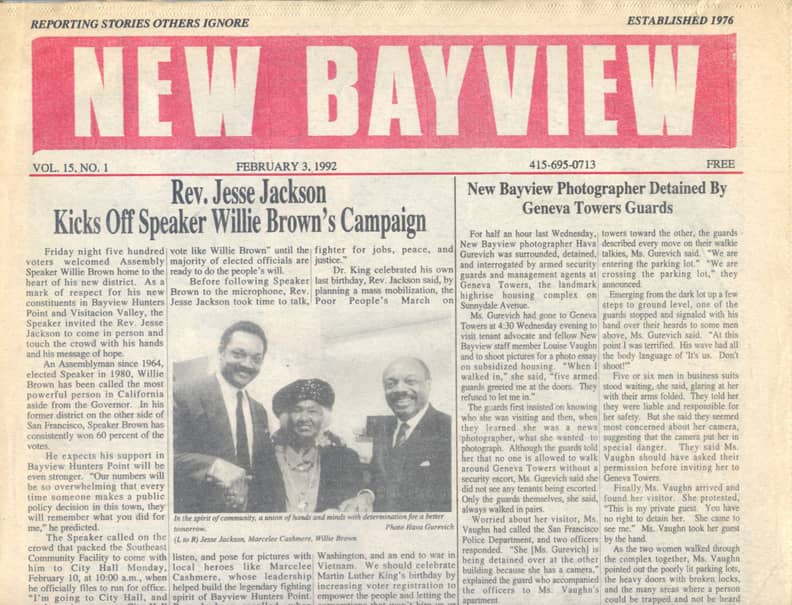 REPORTING STORIES OTHERS IGNORE
ESTABLISHED 1976
NEW BAYVIEW
VOL. 15, NO. 1
FEBRUARY 3, 1992
415-695-0713
FREE
Rev. Jesse Jackson
Kicks Off Speaker Willie Brown's Campaign
Friday night five hundred
voters welcomed Assembly
Speaker Willie Brown home to the
heart of his new district. As a
mark of respect for his new
constituents in Bayview Hunters
Point and Visitacion Valley, the
Speaker invited the Rev. Jesse
Jackson to come in person and
touch the crowd with his hands
and his message of hope.
An Assemblyman since 1964,
elected Speaker in 1980, Willie
Brown has been called the most
powerful person in California
aside from the Governor. In his
former district on the other side of
San Francisco, Speaker Brown has
consistently won 60 percent of the
votes.
He expects his support in
Bayview Hunters Point will be
even stronger. "Our numbers will
be so overwhelming that every
time someone makes a public
policy decision in this town, they
will remember what you did for
me," he predicted.
The Speaker called on the
crowd that packed the Southeast
Community Facility to come with
him to City Hall Monday,
February 10, at 10:00 a.m., when
he officially files to run for office.
"I'm going to City Hall, and
vote like Willie Brown" until the
majority of elected officials are
ready to do the people's will.
Before following Speaker
Brown to the microphone, Rev.
Jesse Jackson took time to talk,
fighter for jobs, peace, and
justice."
Dr. King celebrated his own
last birthday, Rev. Jackson said, by
planning a mass mobilization, the
Poor People's March on
In the spirit of community, a union of hands and minds with determination for a better
tomorrow.
Photo Hava Gurevich
(L to R) Jesse Jackson, Marcelee Cashmere, Willie Brown
listen, and pose for pictures with
local heroes like Marcelee
Cashmere, whose leadership
helped build the legendary fighting
spirit of Bayview Hunters Point.
Washington, and an end to war in
Vietnam. We should celebrate
Martin Luther King's birthday by
increasing voter registration to
empower the people and letting the
New Bayview Photographer Detained By
Geneva Towers Guards
For half an hour last Wednesday,
New Bayview photographer Hava
Gurevich was surrounded, detained,
and interrogated by armed security
guards and management agents at
Geneva Towers, the landmark
highrise housing complex on
Sunnydale Avenue.
Ms. Gurevich had gone to Geneva
Towers at 4:30 Wednesday evening to
visit tenant advocate and fellow New
Bayview staff member Louise Vaughn
and to shoot pictures for a photo essay
on subsidized housing. "When I
walked in," she said, "five armed
guards greeted me at the doors. They
refused to let me in."
The guards first insisted on knowing
who she was visiting and then, when
they learned she was a news
photographer, what she wanted to
photograph. Although the guards told
her that no one is allowed to walk
around Geneva Towers without a
security escort, Ms. Gurevich said she
did not see any tenants being escorted.
Only the guards themselves, she said,
always walked in pairs.
Worried about her visitor, Ms.
Vaughn had called the San Francisco
Police Department, and two officers
responded. "She [Ms. Gurevich] is
being detained over at the other
building because she has a camera,"
explained the guard who accompanied
the officers to Ms. Vaughn's
apartment.
towers toward the other, the guards
described every move on their walkie
talkies, Ms. Gurevich said. "We are
entering the parking lot." "We are
crossing the parking lot," they
announced.
Emerging from the dark lot up a few
steps to ground level, one of the
guards stopped and signaled with his
hand over their heards to some men
above, Ms. Gurevich said. "At this
point I was terrified. His wave had all
the body language of 'It's us. Don't
shoot!'"
Five or six men in business suits
stood waiting, she said, glaring at her
with their arms folded. They told her
they were liable and responsible for
her safety. But she said they seemed
most concerned about her camera,
suggesting that the camera put her in
special danger. They said Ms.
Vaughn should have asked their
permission before inviting her to
Geneva Towers.
Finally Ms. Vaughn arrived and
found her visitor. She protested,
"This is my private guest. You have
no right to detain her. She came to
see me." Ms. Vaughn took her guest
by the hand.
As the two women walked through
the complex together, Ms. Vaughn
pointed out the poorly lit parking lots,
the heavy doors with broken locks,
and the many areas where a person
could be trapped and not be heard